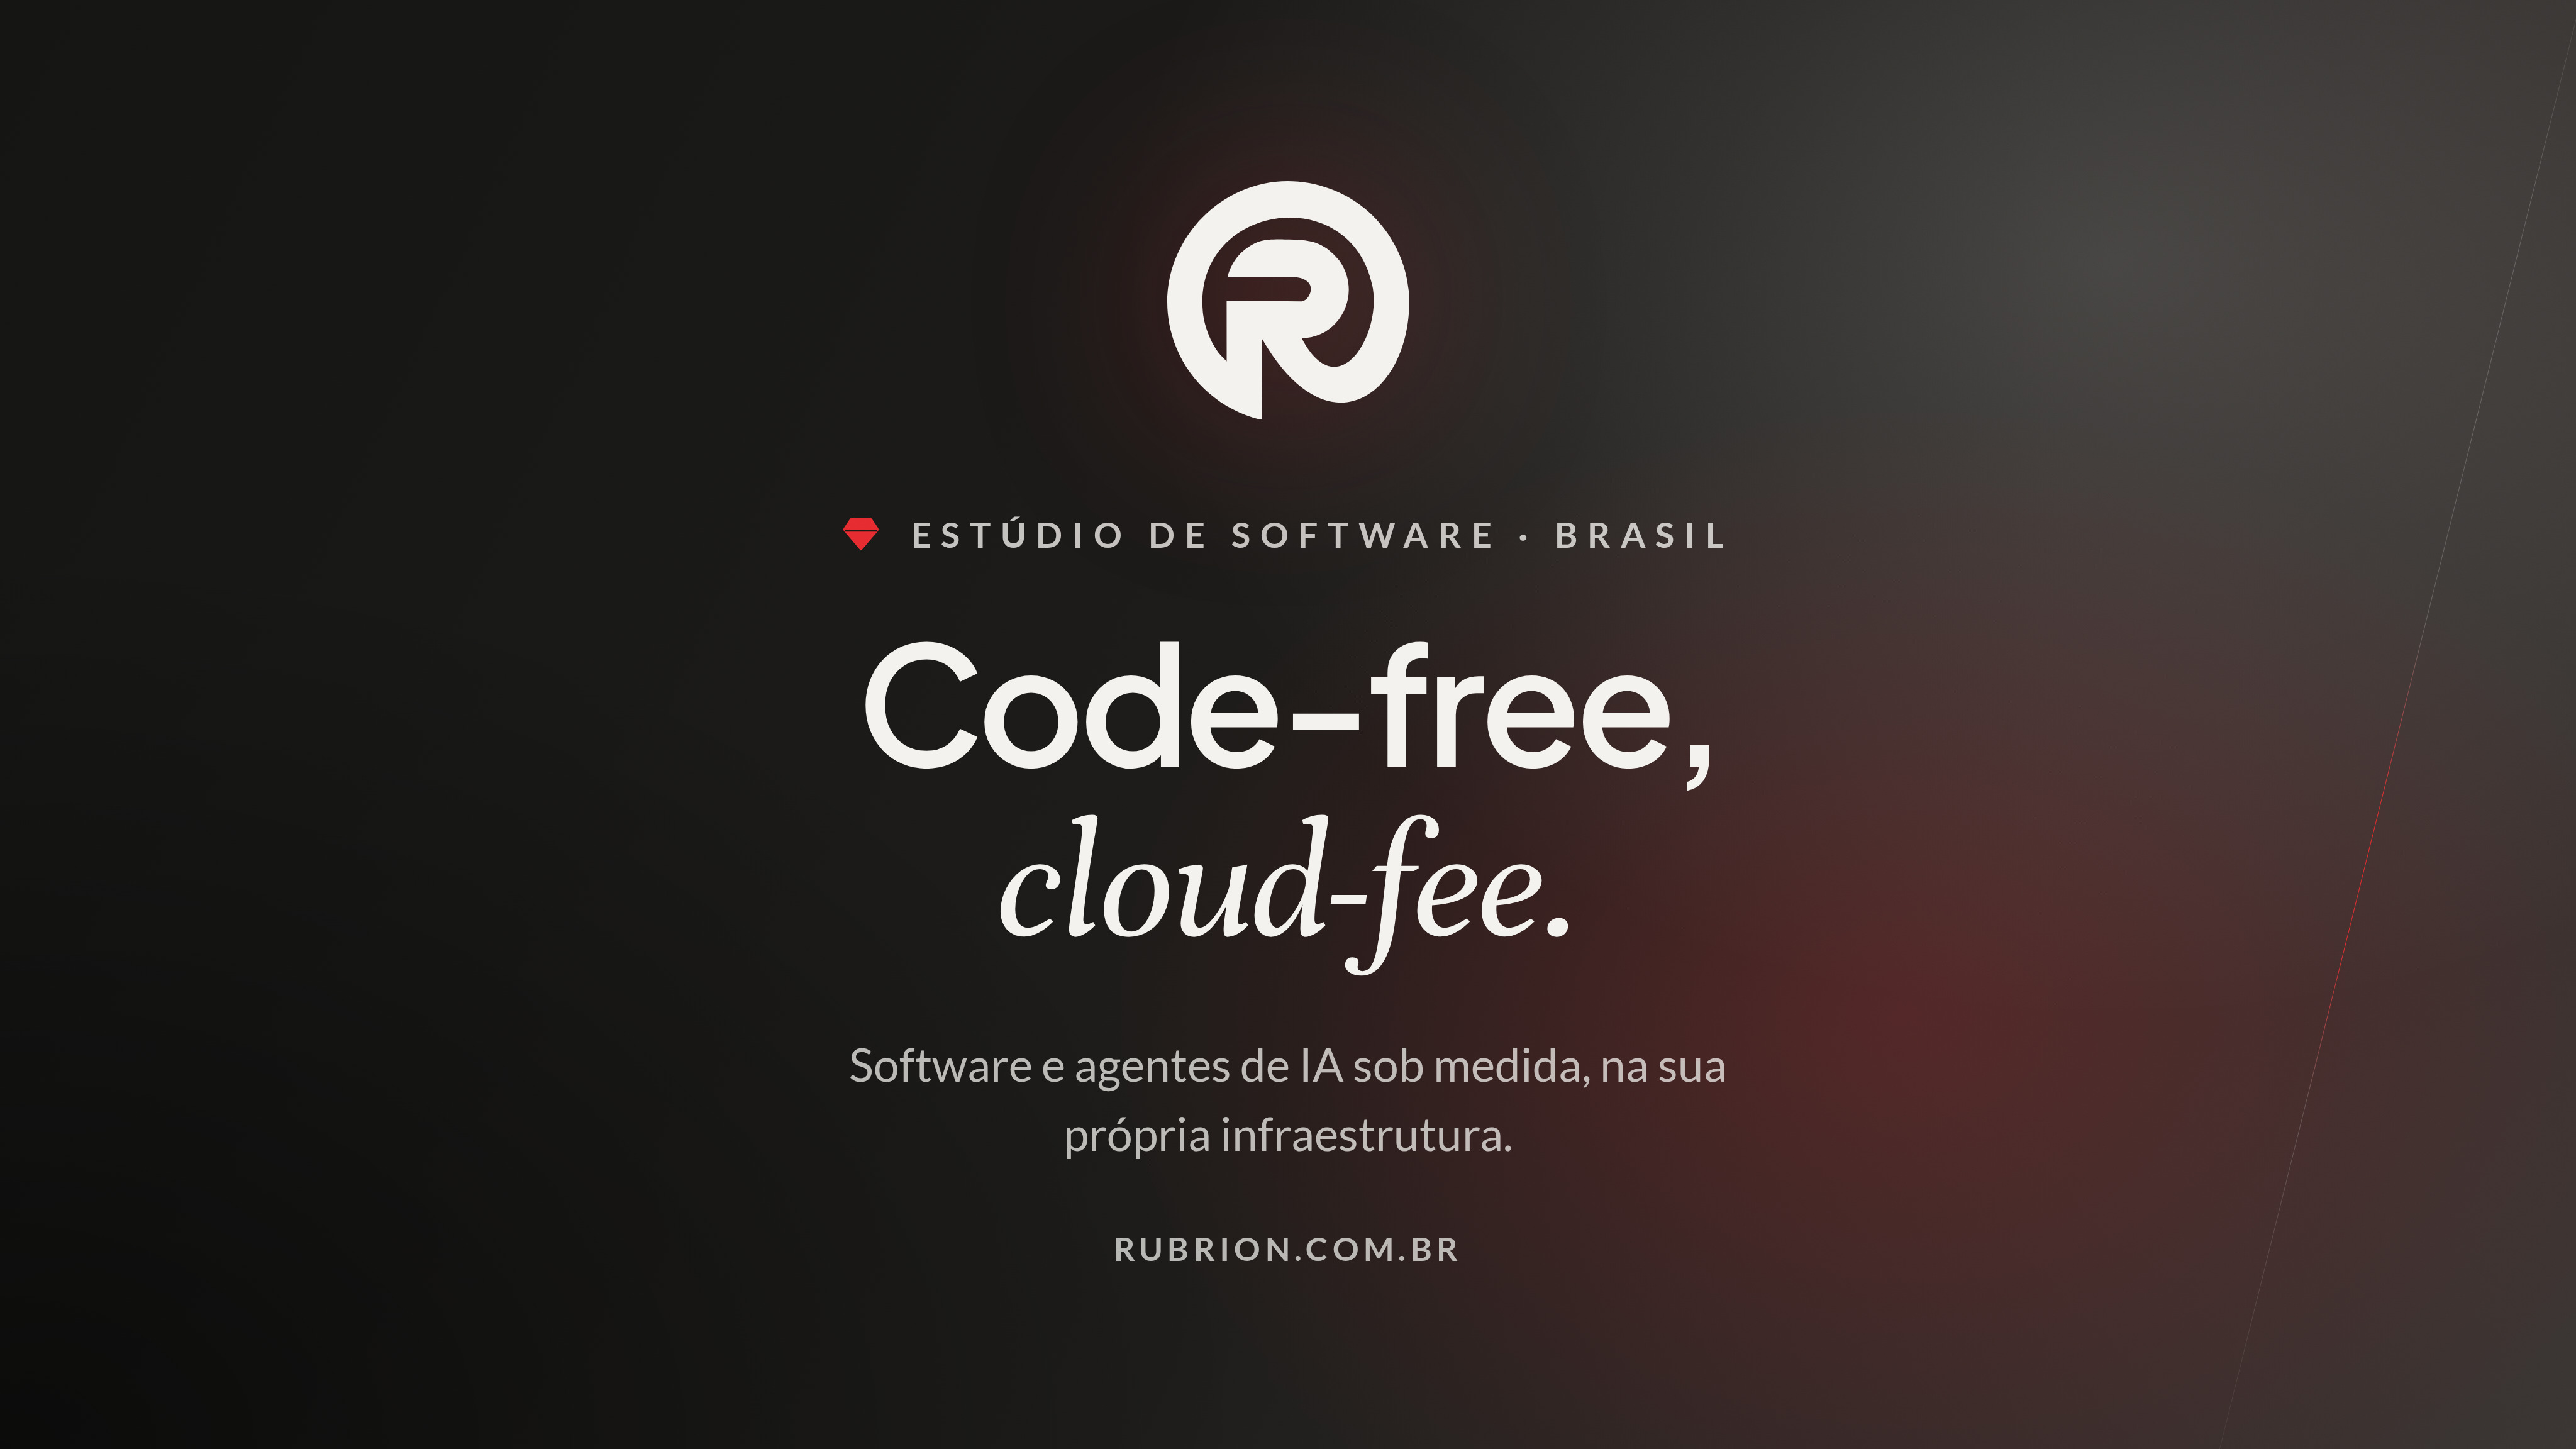 R
ESTÚDIO DE SOFTWARE · BRASIL
Code-free,
cloud-fee.
Software e agentes de IA sob medida, na sua
própria infraestrutura.
RUBRION.COM.BR